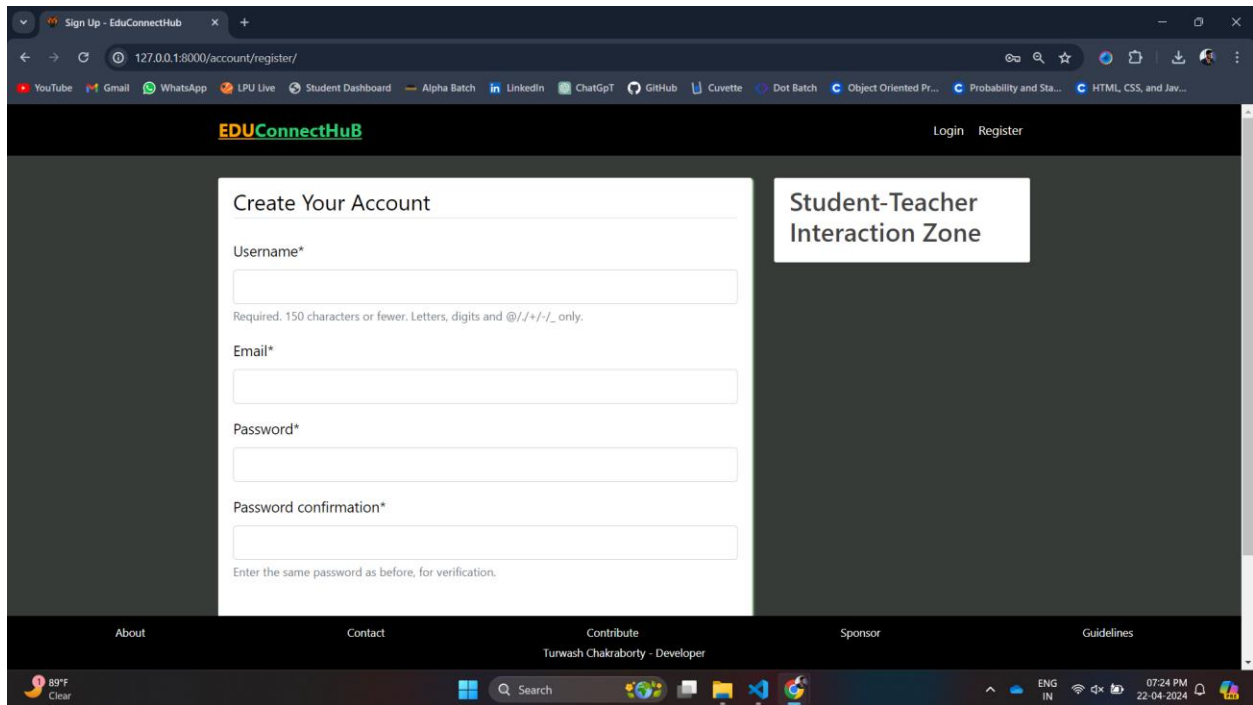 Sign Up - EduConnectHub
127.0.0.1:8000/account/register/
YouTube Gmail WhatsApp LPU Live Student Dashboard Alpha Batch LinkedIn ChatGpT GitHub Cuvette Dot Batch Object Oriented Pr... Probability and Sta... HTML, CSS, and Jav...
EDUConnectHuB Login Register
Create Your Account
Username*
Required. 150 characters or fewer. Letters, digits and @/./+/-/_ only.
Email*
Password*
Password confirmation*
Enter the same password as before, for verification.
Student-Teacher
Interaction Zone
About Contact Contribute Sponsor Guidelines
Turwash Chakraborty - Developer
1
89°F
Clear
Search
ENG
IN
07:24 PM
22-04-2024